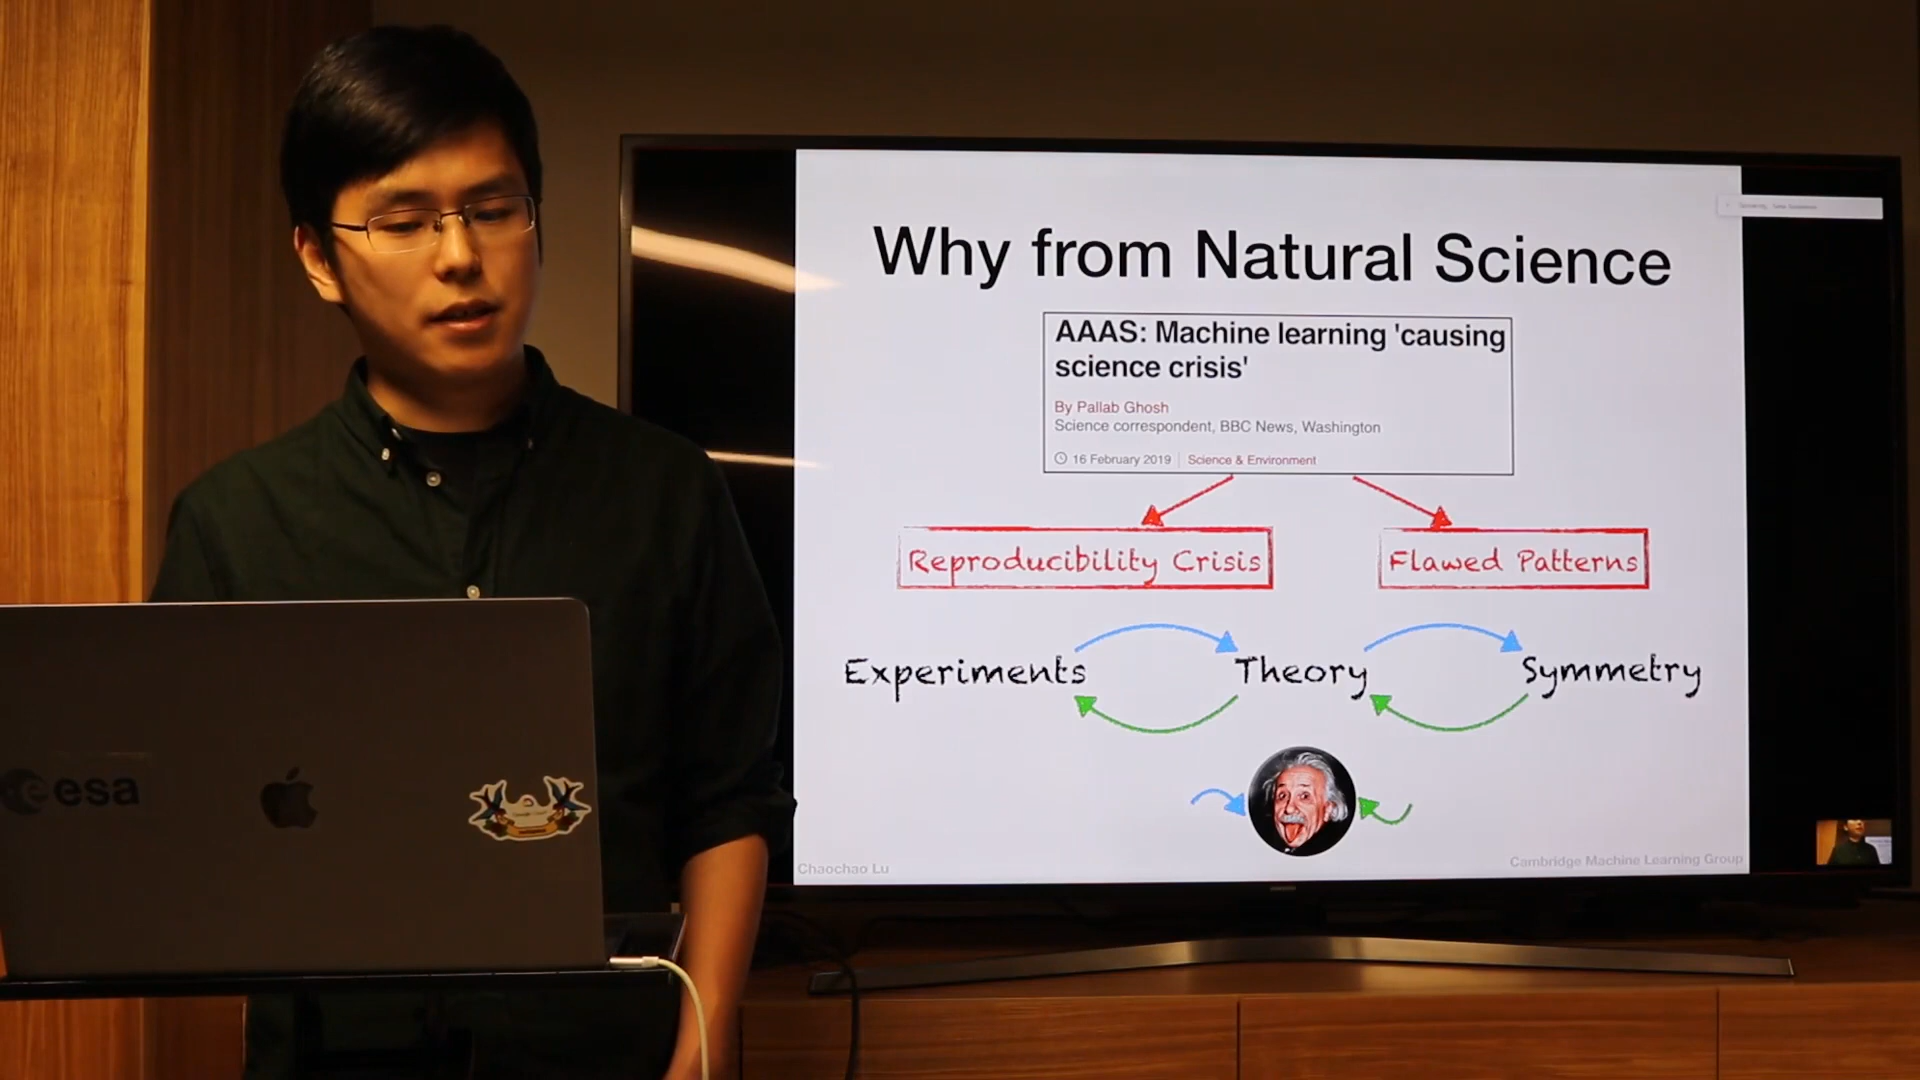 Why from Natural Science
AAAS: Machine learning 'causing
science crisis'
By Pallab Ghosh
Science correspondent, BBC News, Washington
16 February 2019 | Science & Environment
Reproducibility Crisis
Flawed Patterns
Experiments
Theory
Symmetry
Chaochao Lu
Cambridge Machine Learning Group
esa